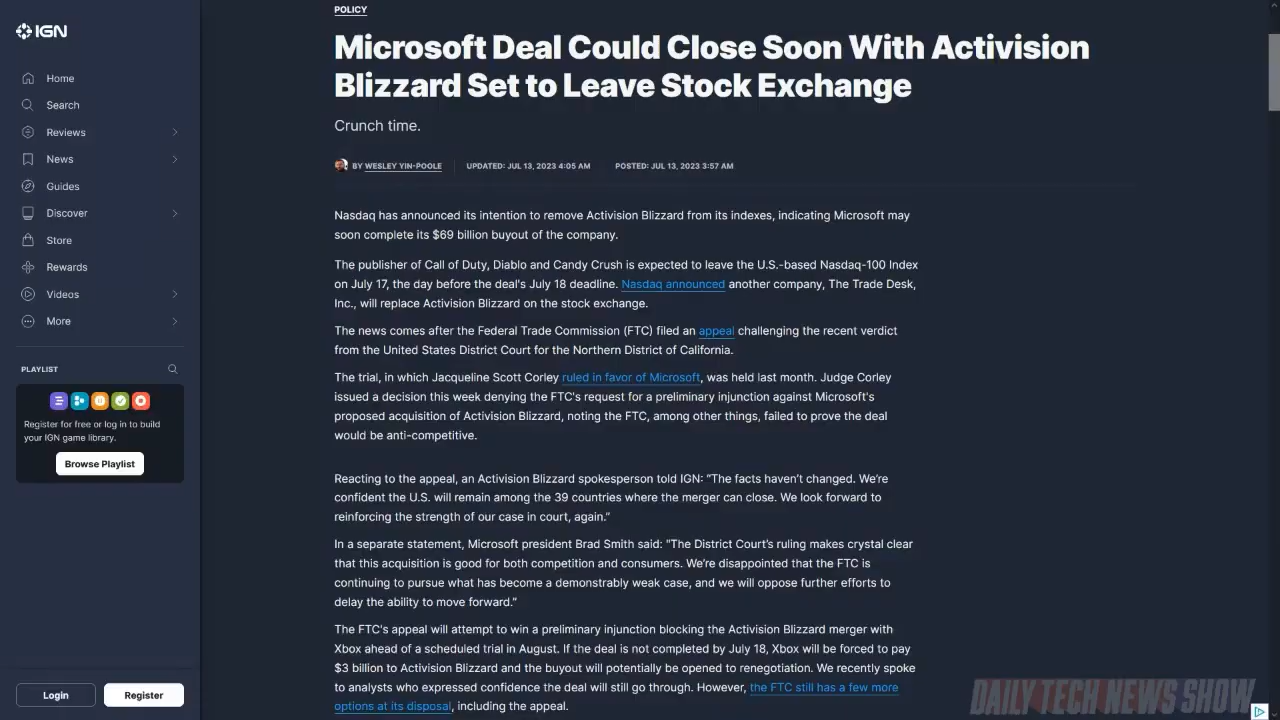 IGN
Home
Search
Reviews
News
Guides
Discover
Store
Rewards
Videos
More
PLAYLIST
Register for free or log in to build
your IGN game library.
Browse Playlist
Login
Register
POLICY
Microsoft Deal Could Close Soon With Activision
Blizzard Set to Leave Stock Exchange
Crunch time.
BY WESLEY YIN-POOLE
UPDATED: JUL 13, 2023 4:05 AM
POSTED: JUL 13, 2023 3:57 AM
Nasdaq has announced its intention to remove Activision Blizzard from its indexes, indicating Microsoft may
soon complete its $69 billion buyout of the company.
The publisher of Call of Duty, Diablo and Candy Crush is expected to leave the U.S.-based Nasdaq-100 Index
on July 17, the day before the deal's July 18 deadline. Nasdaq announced another company, The Trade Desk,
Inc., will replace Activision Blizzard on the stock exchange.
The news comes after the Federal Trade Commission (FTC) filed an appeal challenging the recent verdict
from the United States District Court for the Northern District of California.
The trial, in which Jacqueline Scott Corley ruled in favor of Microsoft, was held last month. Judge Corley
issued a decision this week denying the FTC's request for a preliminary injunction against Microsoft's
proposed acquisition of Activision Blizzard, noting the FTC, among other things, failed to prove the deal
would be anti-competitive.
Reacting to the appeal, an Activision Blizzard spokesperson told IGN: “The facts haven’t changed. We’re
confident the U.S. will remain among the 39 countries where the merger can close. We look forward to
reinforcing the strength of our case in court, again.”
In a separate statement, Microsoft president Brad Smith said: "The District Court’s ruling makes crystal clear
that this acquisition is good for both competition and consumers. We’re disappointed that the FTC is
continuing to pursue what has become a demonstrably weak case, and we will oppose further efforts to
delay the ability to move forward.”
The FTC's appeal will attempt to win a preliminary injunction blocking the Activision Blizzard merger with
Xbox ahead of a scheduled trial in August. If the deal is not completed by July 18, Xbox will be forced to pay
$3 billion to Activision Blizzard and the buyout will potentially be opened to renegotiation. We recently spoke
to analysts who expressed confidence the deal will still go through. However, the FTC still has a few more
options at its disposal, including the appeal.
DAILY TECH NEWS SHOW